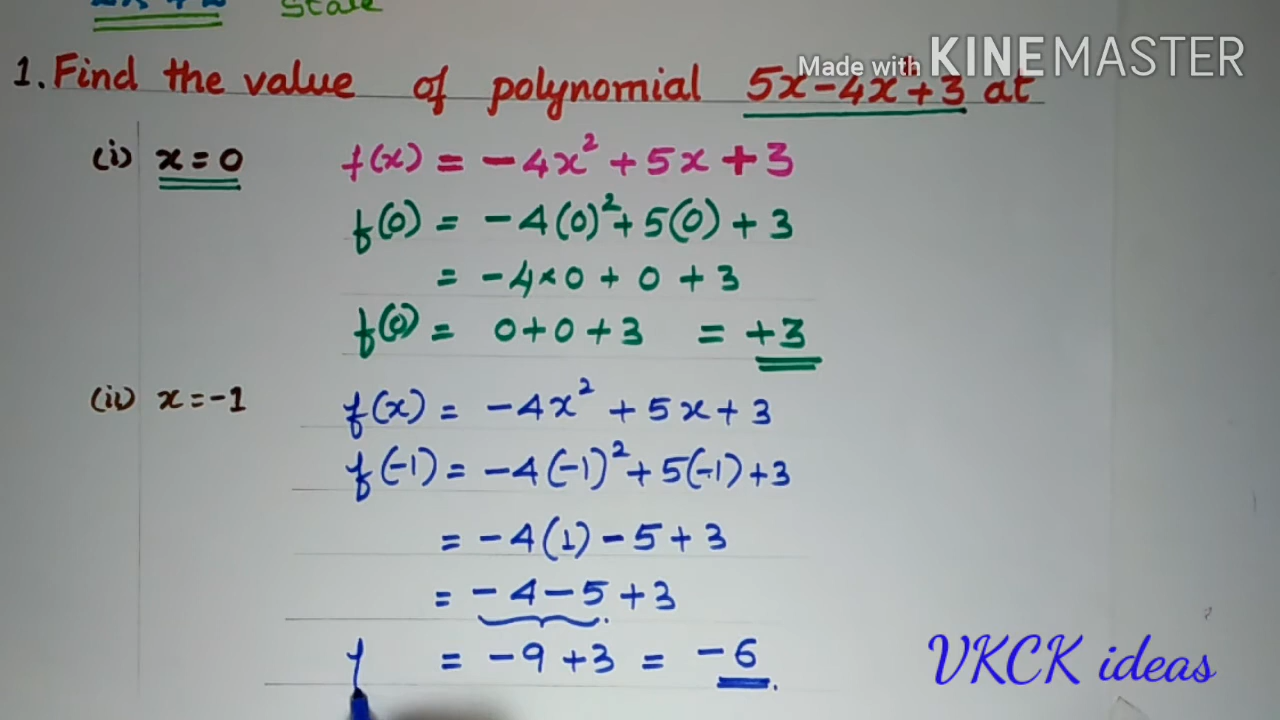 State
Made with KINEMASTER
1. Find the value of polynomial 5x-4x²+3 at
(i) x=0 f(x) = -4x² + 5x + 3
f(0) = -4(0)² + 5(0) + 3
= -4×0 + 0 + 3
f(0) = 0+0+3 = +3
(ii) x=-1 f(x) = -4x² + 5x + 3
f(-1) = -4(-1)² + 5(-1) + 3
= -4(1) - 5 + 3
= -4 - 5 + 3
f = -9 + 3 = -6.
VKCK ideas